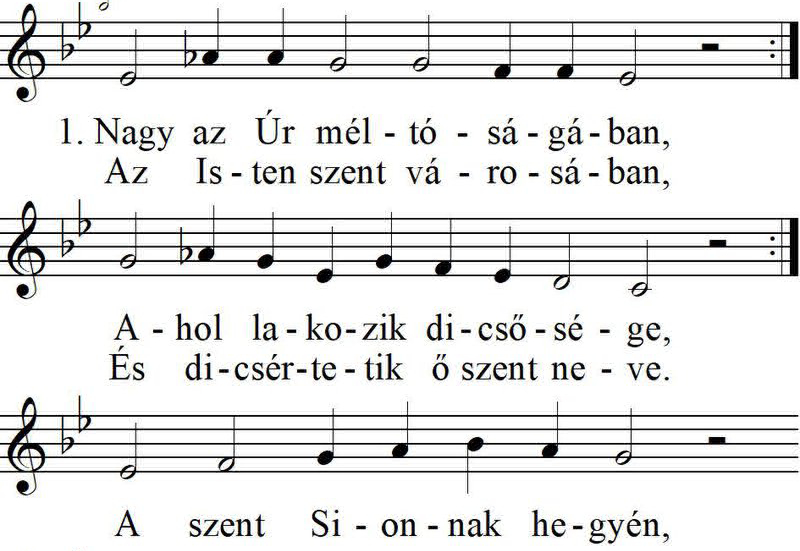 1. Nagy az Úr mél - tó - sá - gá - ban,
Az Is - ten szent vá - ro - sá - ban,
A - hol la - ko - zik di - cső - sé - ge,
És di - csér - te - tik ő szent ne - ve.
A szent Si - on - nak he - gyén,